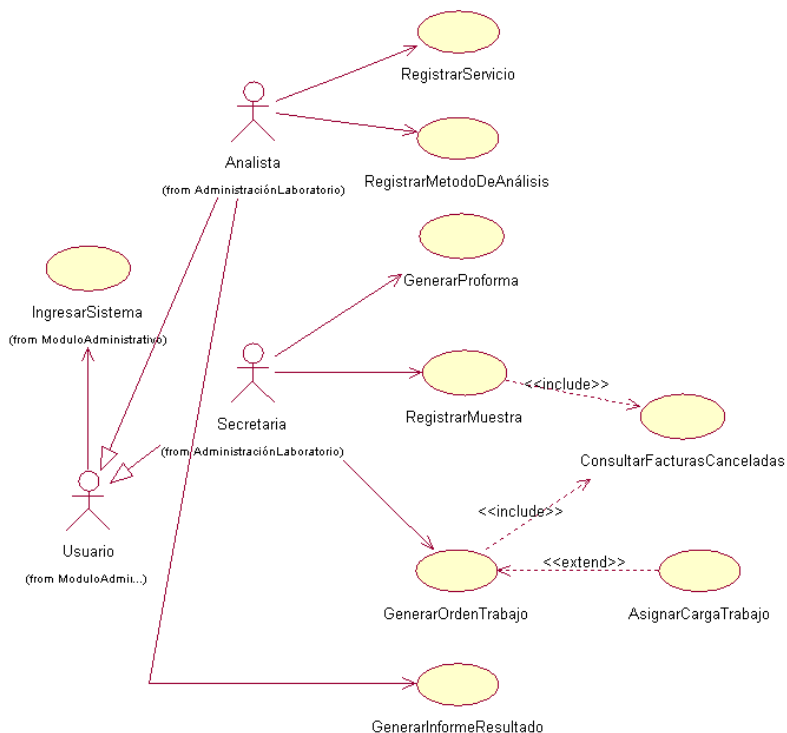 RegistrarServicio
Analista
(from AdministraciónLaboratorio)
RegistrarMetodoDeAnálisis
GenerarProforma
IngresarSistema
(from ModuloAdministrativo)
Secretaria
(from AdministraciónLaboratorio)
RegistrarMuestra
<<include>>
ConsultarFacturasCanceladas
<<include>>
Usuario
(from ModuloAdmi...)
<<extend>>
GenerarOrdenTrabajo
AsignarCargaTrabajo
GenerarInformeResultado